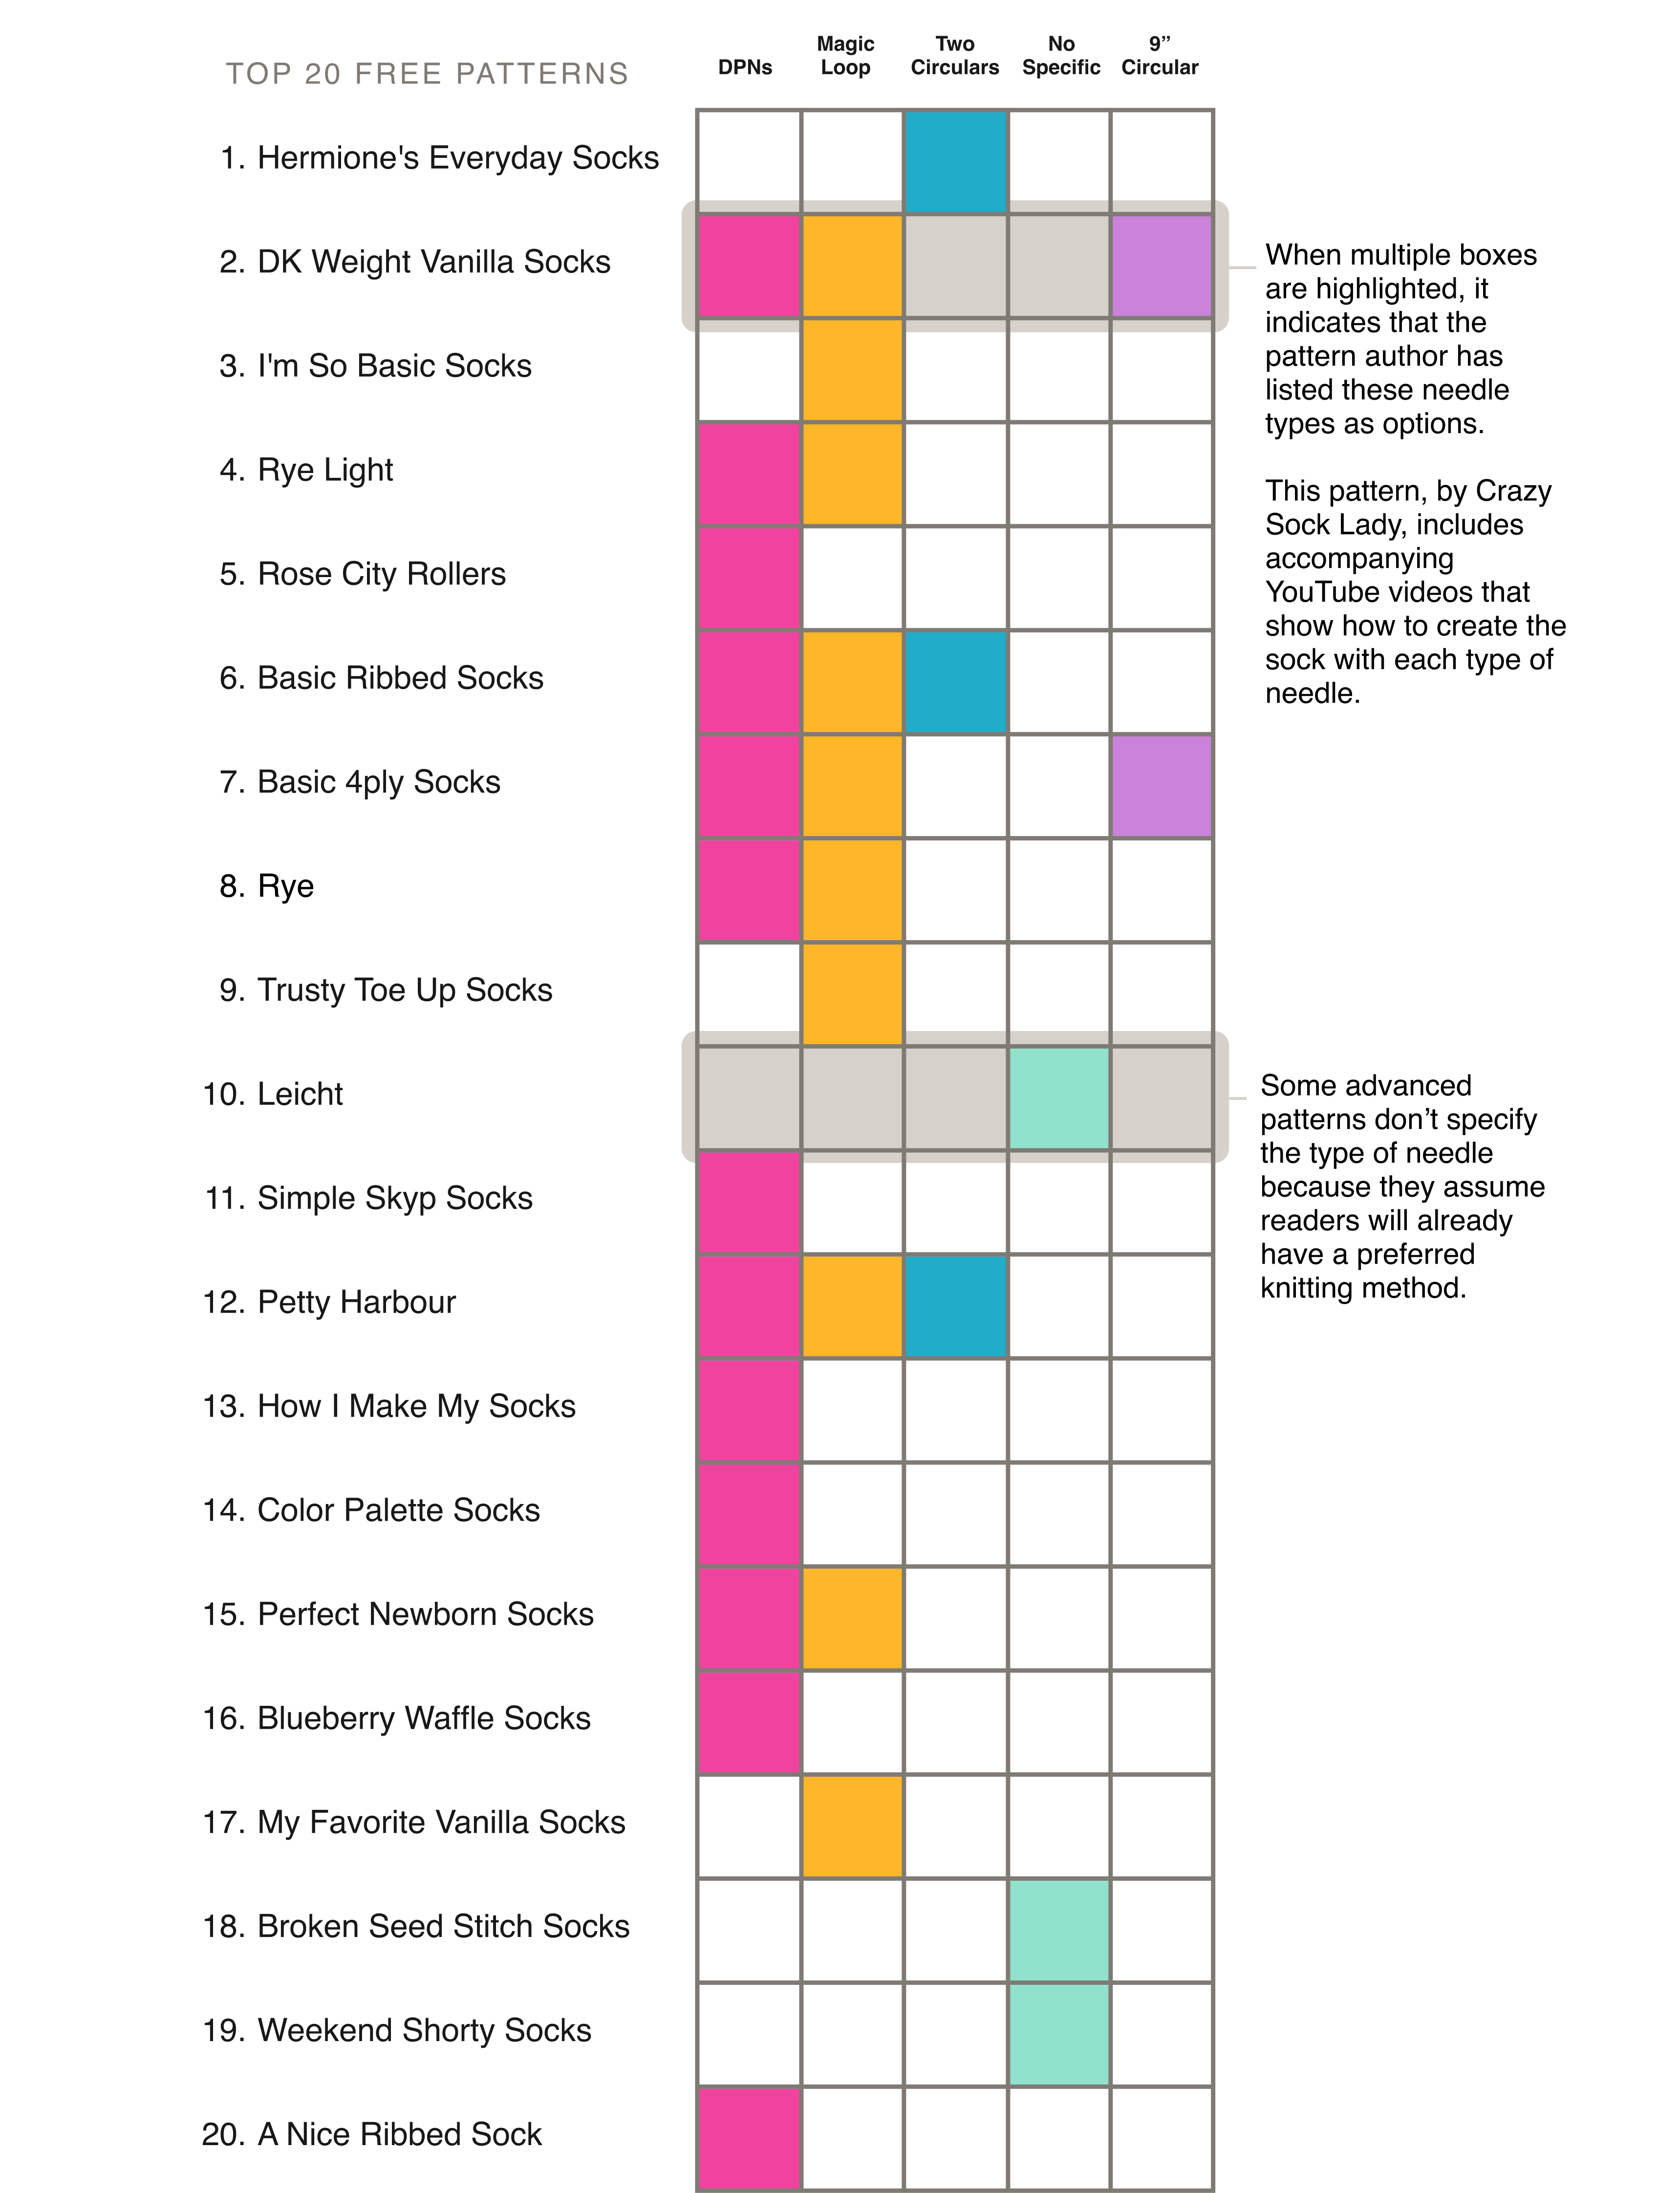 TOP 20 FREE PATTERNS
DPNs
Magic
Loop
Two
Circulars
No
Specific
9”
Circular
1. Hermione's Everyday Socks
2. DK Weight Vanilla Socks
3. I'm So Basic Socks
4. Rye Light
5. Rose City Rollers
6. Basic Ribbed Socks
7. Basic 4ply Socks
8. Rye
9. Trusty Toe Up Socks
10. Leicht
11. Simple Skyp Socks
12. Petty Harbour
13. How I Make My Socks
14. Color Palette Socks
15. Perfect Newborn Socks
16. Blueberry Waffle Socks
17. My Favorite Vanilla Socks
18. Broken Seed Stitch Socks
19. Weekend Shorty Socks
20. A Nice Ribbed Sock
When multiple boxes
are highlighted, it
indicates that the
pattern author has
listed these needle
types as options.
This pattern, by Crazy
Sock Lady, includes
accompanying
YouTube videos that
show how to create the
sock with each type of
needle.
Some advanced
patterns don’t specify
the type of needle
because they assume
readers will already
have a preferred
knitting method.